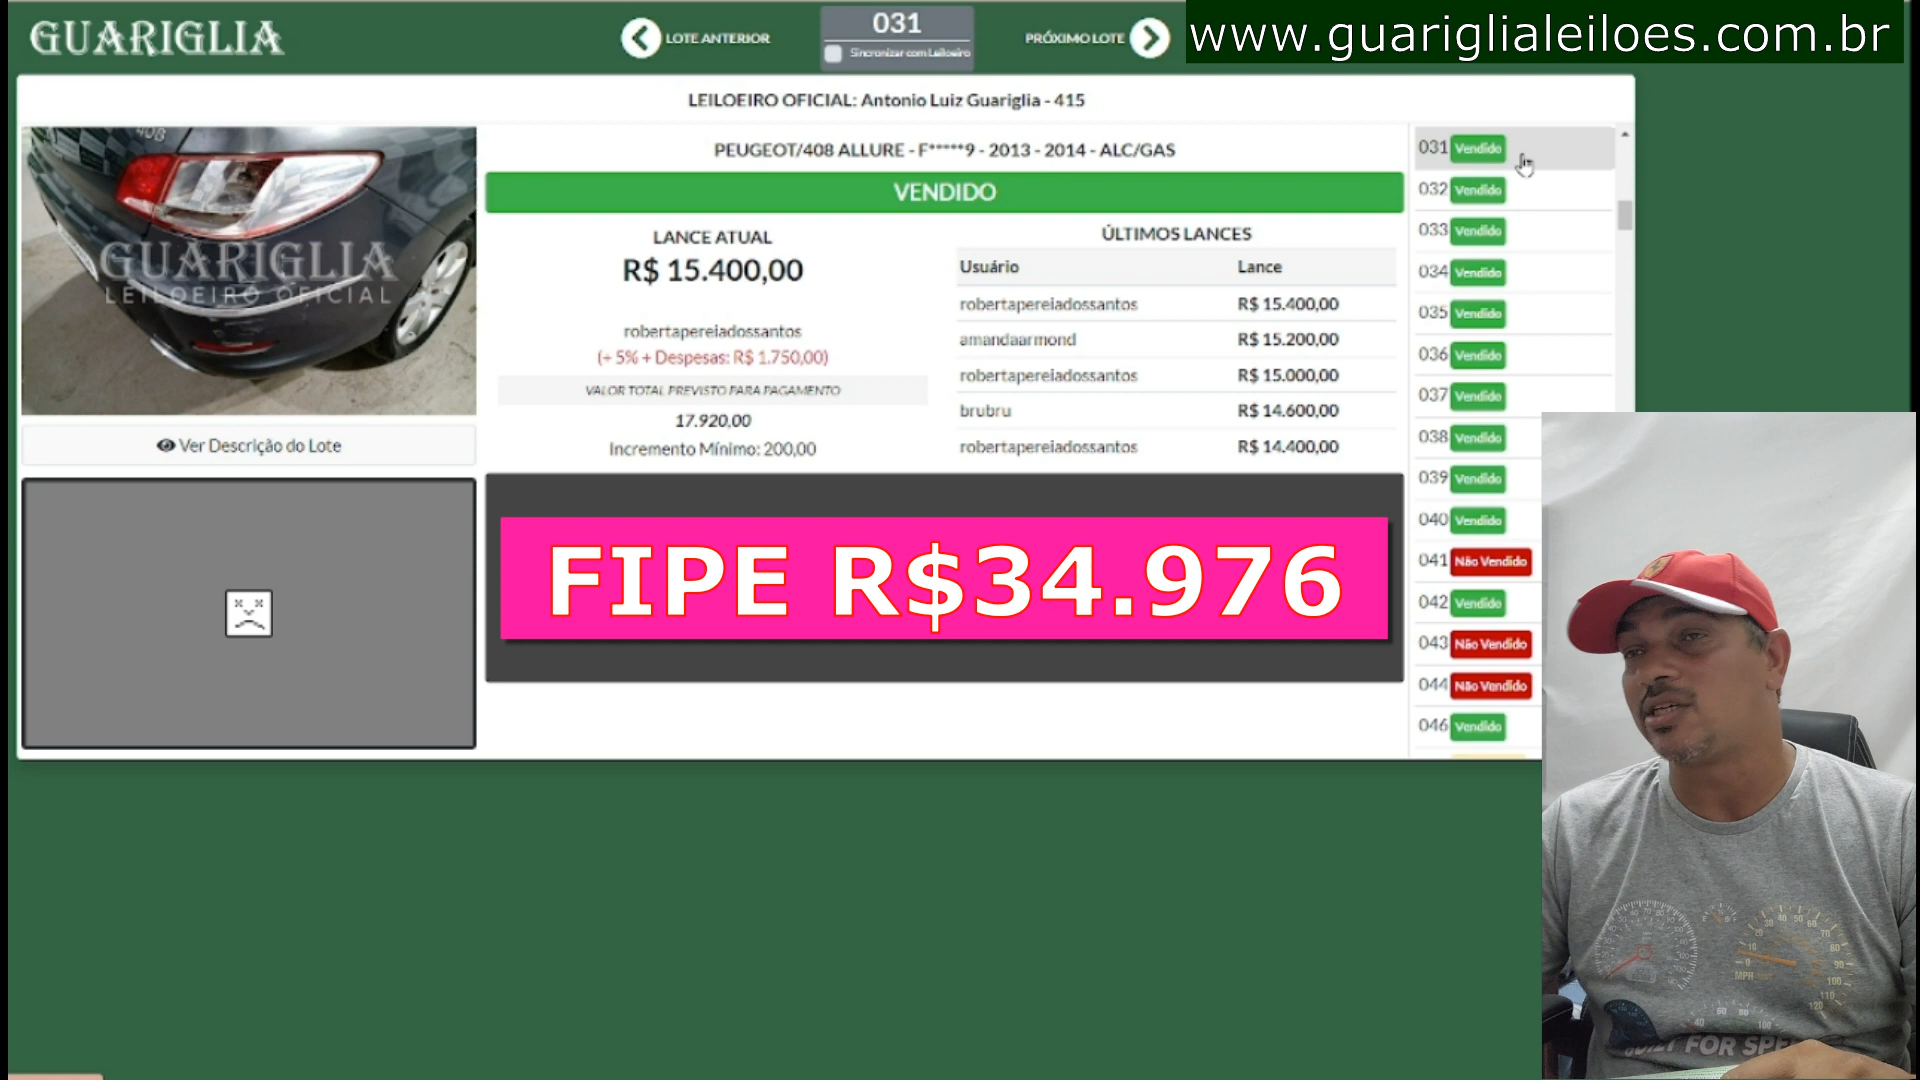 GUARIGLIA
LOTE ANTERIOR
031
Sincronizar com Leiloeiro
PRÓXIMO LOTE
www.guariglialeiloes.com.br
LEILOEIRO OFICIAL: Antonio Luiz Guariglia - 415
408
GUARIGLIA
LEILOEIRO OFICIAL
Ver Descrição do Lote
PEUGEOT/408 ALLURE - F*****9 - 2013 - 2014 - ALC/GAS
VENDIDO
LANCE ATUAL
R$ 15.400,00
robertapereiadossantos
(+ 5% + Despesas: R$ 1.750,00)
VALOR TOTAL PREVISTO PARA PAGAMENTO
17.920,00
Incremento Mínimo: 200,00
ÚLTIMOS LANCES
Usuário Lance
robertapereiadossantos R$ 15.400,00
amandaarmond R$ 15.200,00
robertapereiadossantos R$ 15.000,00
brubru R$ 14.600,00
robertapereiadossantos R$ 14.400,00
FIPE R$34.976
031 Vendido
032 Vendido
033 Vendido
034 Vendido
035 Vendido
036 Vendido
037 Vendido
038 Vendido
039 Vendido
040 Vendido
041 Não Vendido
042 Vendido
043 Não Vendido
044 Não Vendido
046 Vendido
MPH
FOR